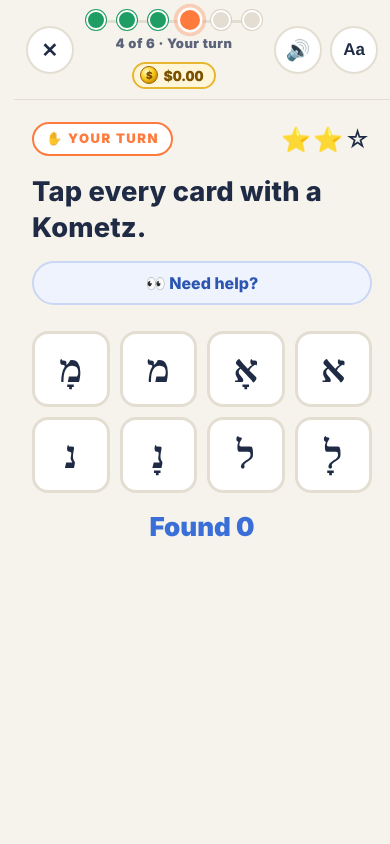 ✕
4 of 6 · Your turn
$ $0.00
Aa
YOUR TURN
Tap every card with a
Kometz.
Need help?
א אָ מ מָ
לָ ל נָ נ
Found 0